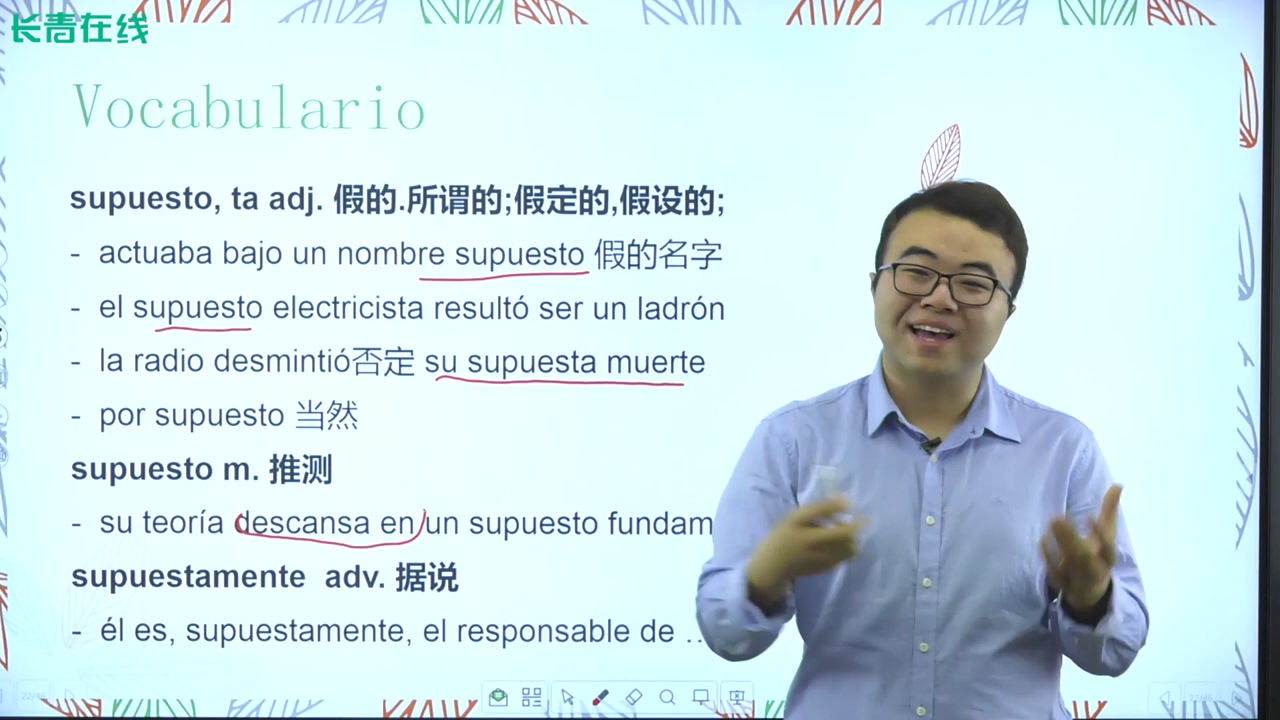 长青在线
Vocabulario
supuesto, ta adj. 假的.所谓的;假定的,假设的;
- actuaba bajo un nombre supuesto 假的名字
- el supuesto electricista resultó ser un ladrón
- la radio desmintió否定 su supuesta muerte
- por supuesto 当然
supuesto m. 推测
- su teoría descansa en un supuesto fundam
supuestamente adv. 据说
- él es, supuestamente, el responsable de ..